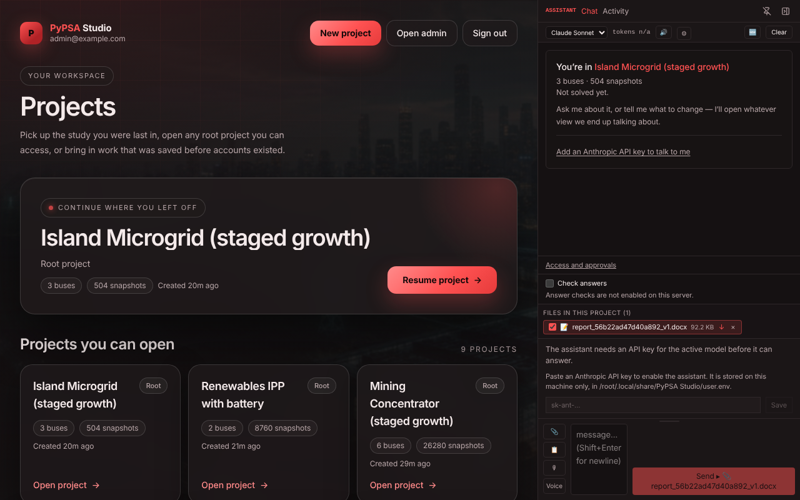 P
PyPSA Studio
admin@example.com
New project
Open admin
Sign out
YOUR WORKSPACE
Projects
Pick up the study you were last in, open any root project you can
access, or bring in work that was saved before accounts existed.
CONTINUE WHERE YOU LEFT OFF
Island Microgrid (staged growth)
Root project
3 buses
504 snapshots
Created 20m ago
Resume project →
Projects you can open
9 PROJECTS
Island Microgrid
(staged growth)
Root
3 buses
504 snapshots
Created 20m ago
Open project →
Renewables IPP
with battery
Root
2 buses
8760 snapshots
Created 21m ago
Open project →
Mining
Concentrator
(staged growth)
Root
6 buses
26280 snapshots
Created 29m ago
Open project →
ASSISTANT Chat Activity
Claude Sonnet
tokens n/a
Clear
You're in Island Microgrid (staged growth)
3 buses · 504 snapshots
Not solved yet.
Ask me about it, or tell me what to change — I'll open whatever
view we end up talking about.
Add an Anthropic API key to talk to me
Access and approvals
Check answers
Answer checks are not enabled on this server.
FILES IN THIS PROJECT (1)
report_56b22ad47d40a892_v1.docx 92.2 KB ↓ ×
The assistant needs an API key for the active model before it can
answer.
Paste an Anthropic API key to enable the assistant. It is stored on this
machine only, in /root/.local/share/PyPSA Studio/user.env.
sk-ant-...
Save
message...
(Shift+Enter
for newline)
Voice
Send ▸
report_56b22ad47d40a892_v1.docx